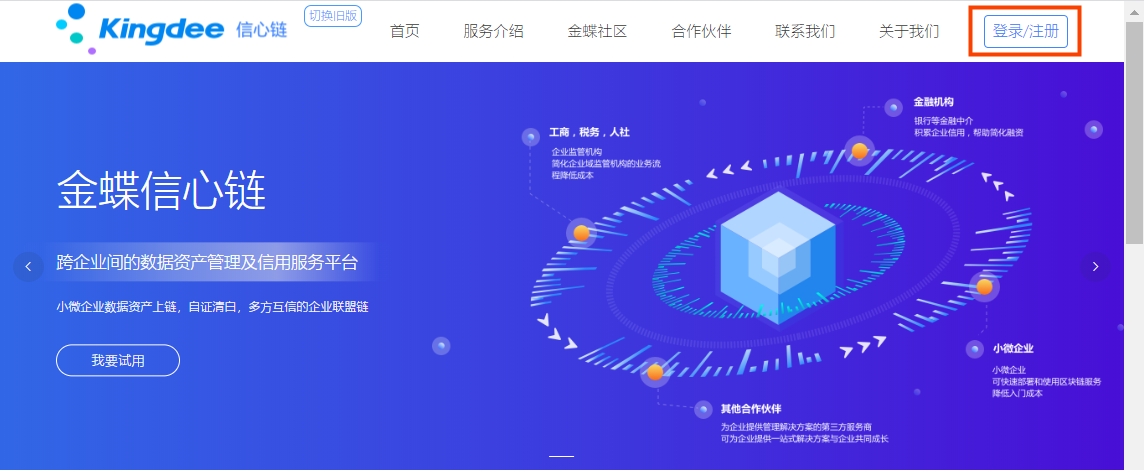 Kingdee 信心链
切换旧版
首页 服务介绍 金蝶社区 合作伙伴 联系我们 关于我们 登录/注册
金蝶信心链
跨企业间的数据资产管理及信用服务平台
小微企业数据资产上链，自证清白，多方互信的企业联盟链
我要试用
工商，税务，人社
企业监管机构
简化企业域监管机构的业务流
程降低成本
金融机构
银行等金融中介
积累企业信用，帮助简化融资
小微企业
小微企业
可快速部署和使用区块链服务
降低入门成本
其他合作伙伴
为企业提供管理解决方案的第三方服务商
可为企业提供一站式解决方案与企业共同成长